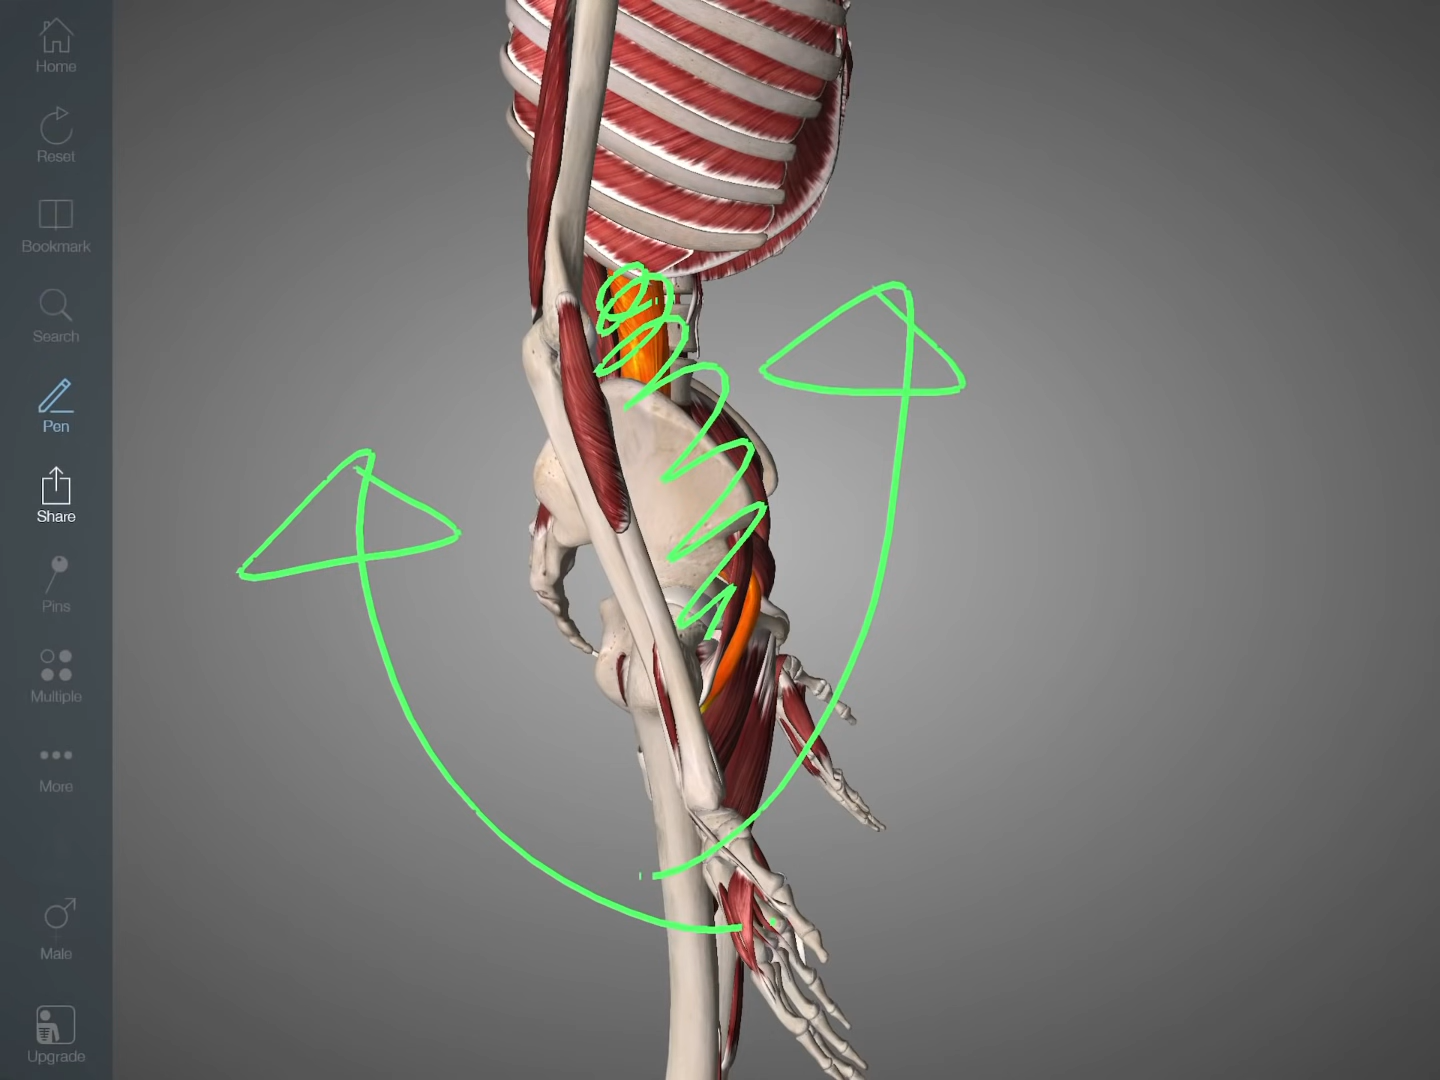 Home
Reset
Bookmark
Search
Pen
Share
Pins
Multiple
More
Male
Upgrade